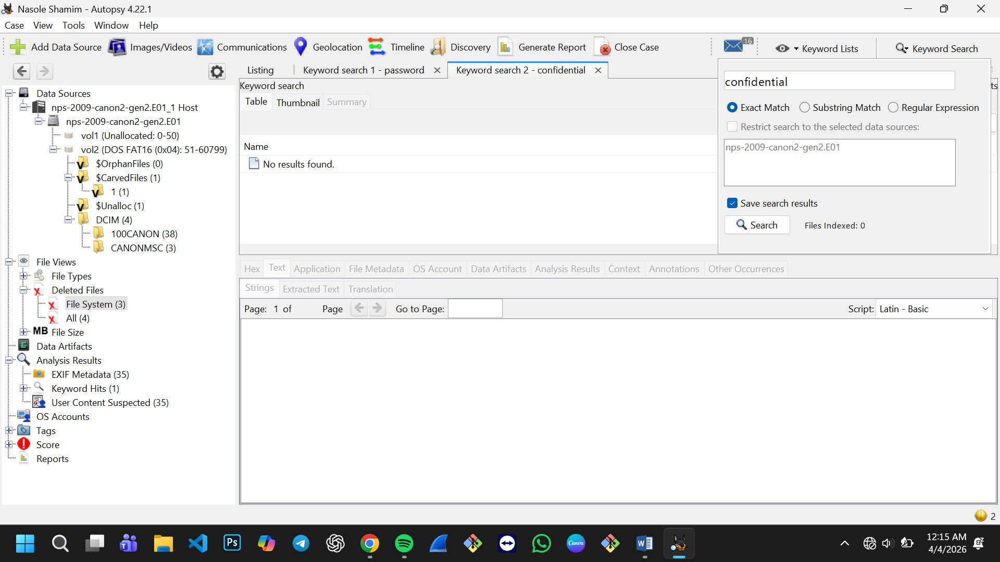 Nasole Shamim - Autopsy 4.22.1
Case View Tools Window Help
Add Data Source Images/Videos Communications Geolocation Timeline Discovery Generate Report Close Case 16 Keyword Lists Keyword Search
Listing Keyword search 1 - password Keyword search 2 - confidential
Keyword search
Table Thumbnail Summary
Name
No results found.
confidential
Exact Match Substring Match Regular Expression
Restrict search to the selected data sources:
nps-2009-canon2-gen2.E01
Save search results
Search Files Indexed: 0
ts
Data Sources
nps-2009-canon2-gen2.E01_1 Host
nps-2009-canon2-gen2.E01
vol1 (Unallocated: 0-50)
vol2 (DOS FAT16 (0x04): 51-60799)
$OrphanFiles (0)
$CarvedFiles (1)
1 (1)
$Unalloc (1)
DCIM (4)
100CANON (38)
CANONMSC (3)
File Views
File Types
Deleted Files
File System (3)
All (4)
MB File Size
Data Artifacts
Analysis Results
EXIF Metadata (35)
Keyword Hits (1)
User Content Suspected (35)
OS Accounts
Tags
Score
Reports
Hex Text Application File Metadata OS Account Data Artifacts Analysis Results Context Annotations Other Occurrences
Strings Extracted Text Translation
Page: 1 of Page Go to Page: Script: Latin - Basic
2
Ps
Canva
12:15 AM
4/4/2026